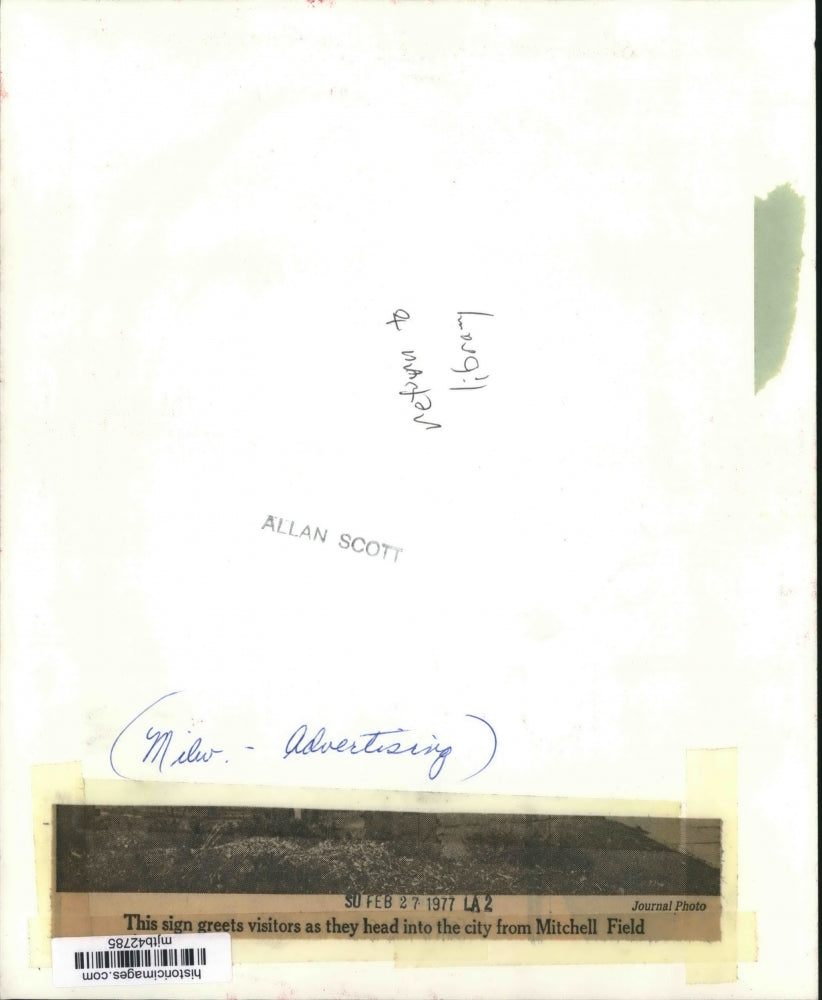 return to
library
ALLAN SCOTT
(Milw. - Advertising)
SU FEB 27 1977 LA 2
Journal Photo
This sign greets visitors as they head into the city from Mitchell Field
mjtb42785
historicimages.com